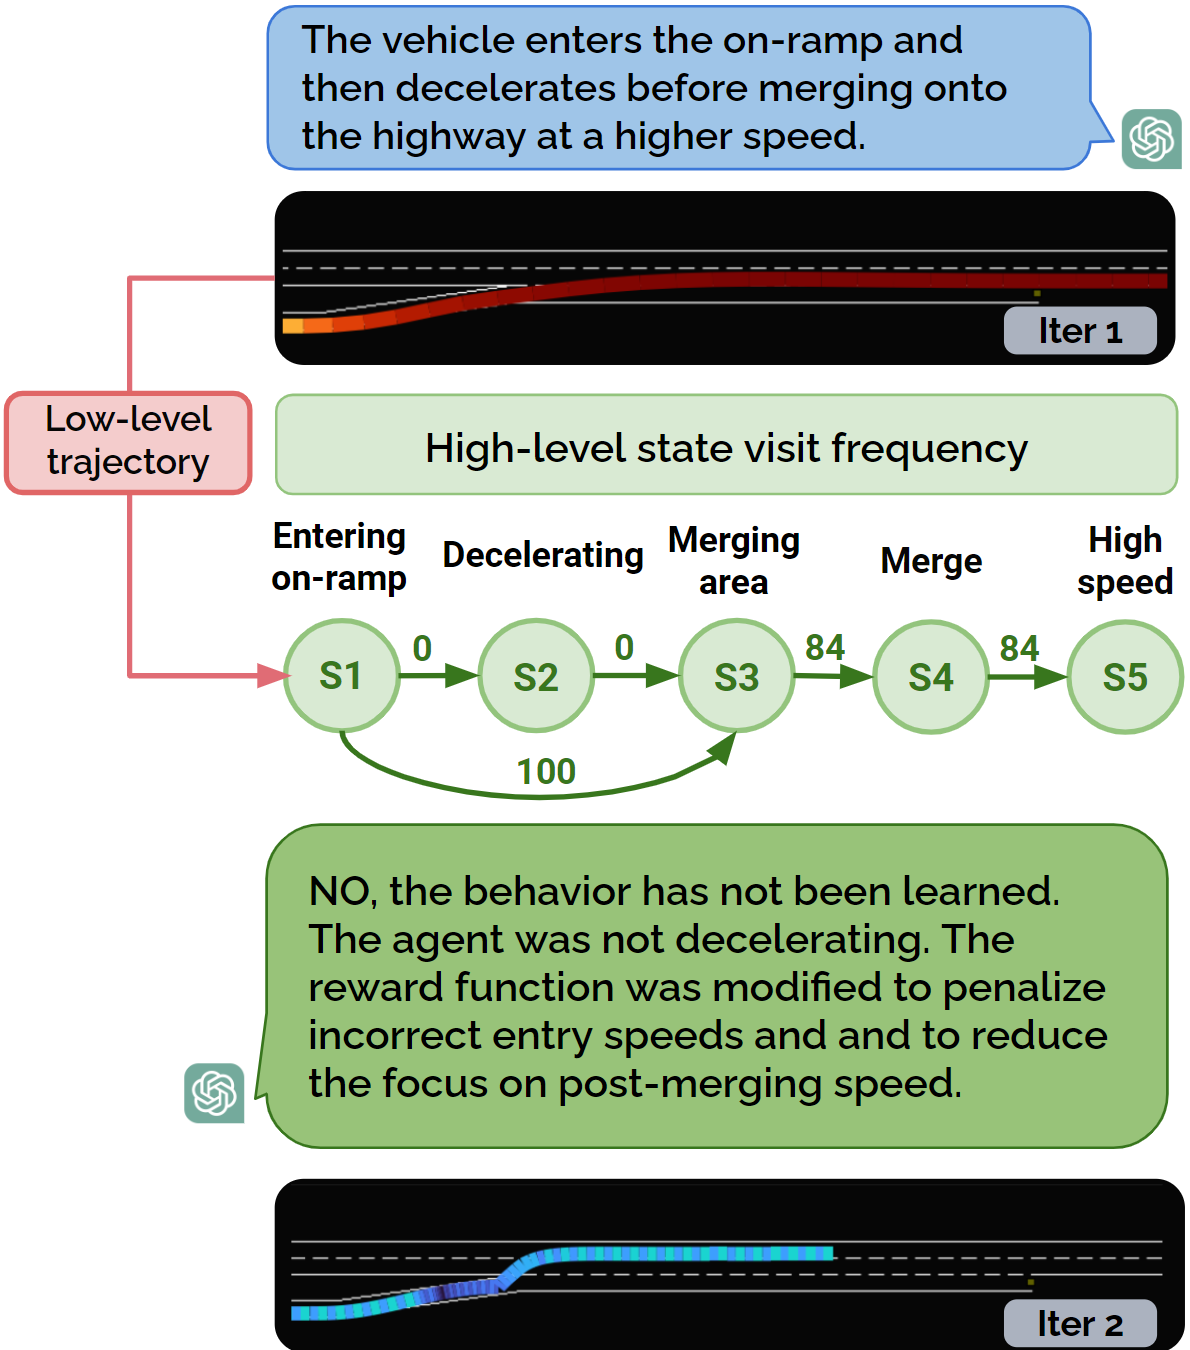 The vehicle enters the on-ramp and
then decelerates before merging onto
the highway at a higher speed.
Iter 1
Low-level
trajectory
High-level state visit frequency
Entering
on-ramp
Decelerating
Merging
area
Merge
High
speed
S1
0
S2
0
S3
84
S4
84
S5
100
NO, the behavior has not been learned.
The agent was not decelerating. The
reward function was modified to penalize
incorrect entry speeds and and to reduce
the focus on post-merging speed.
Iter 2